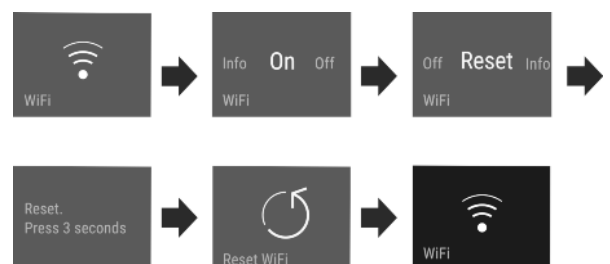 WiFi
Info On Off
WiFi
Off Reset Info
WiFi
Reset.
Press 3 seconds
Reset WiFi
WiFi